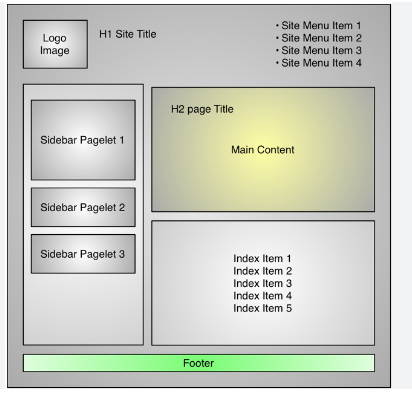 Logo
Image
H1 Site Title
• Site Menu Item 1
• Site Menu Item 2
• Site Menu Item 3
• Site Menu Item 4
Sidebar Pagelet 1
Sidebar Pagelet 2
Sidebar Pagelet 3
H2 page Title
Main Content
Index Item 1
Index Item 2
Index Item 3
Index Item 4
Index Item 5
Footer